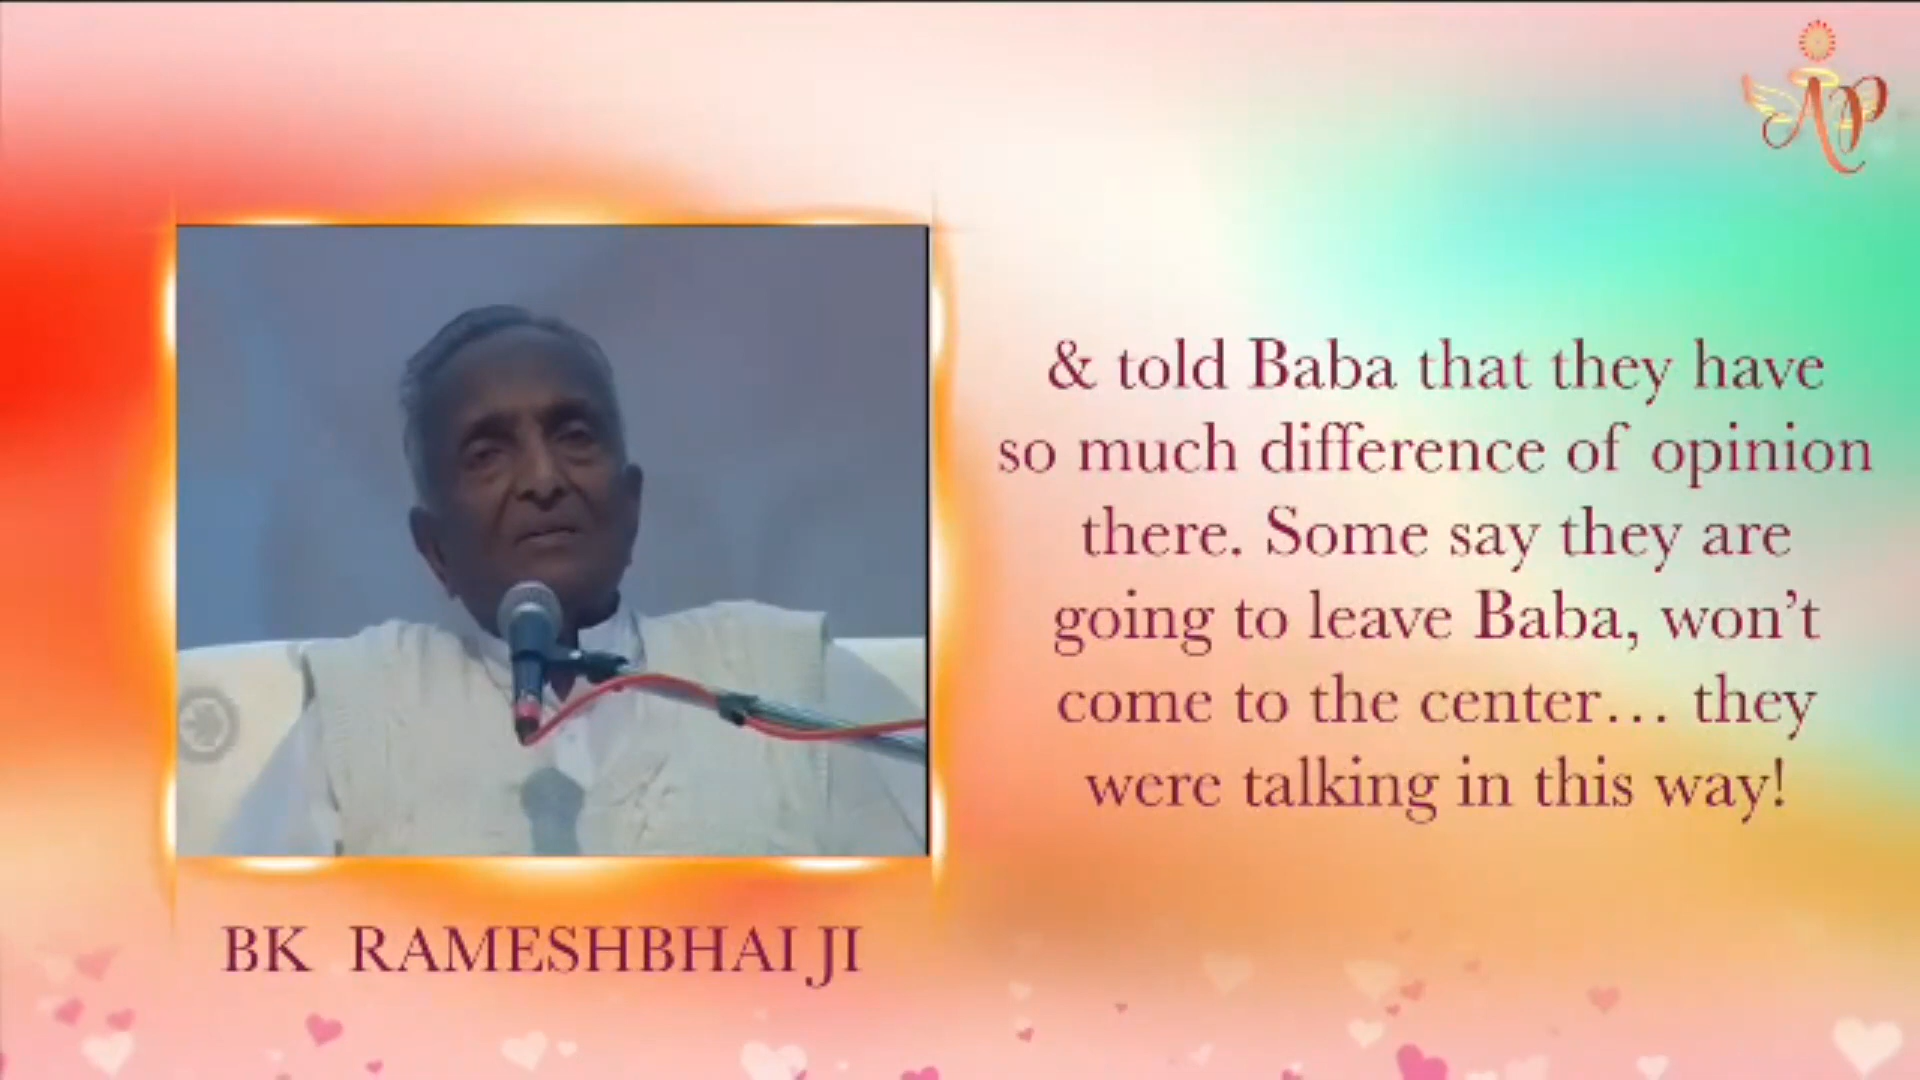 AP
& told Baba that they have
so much difference of opinion
there. Some say they are
going to leave Baba, won't
come to the center... they
were talking in this way!
BK RAMESHBHAI JI